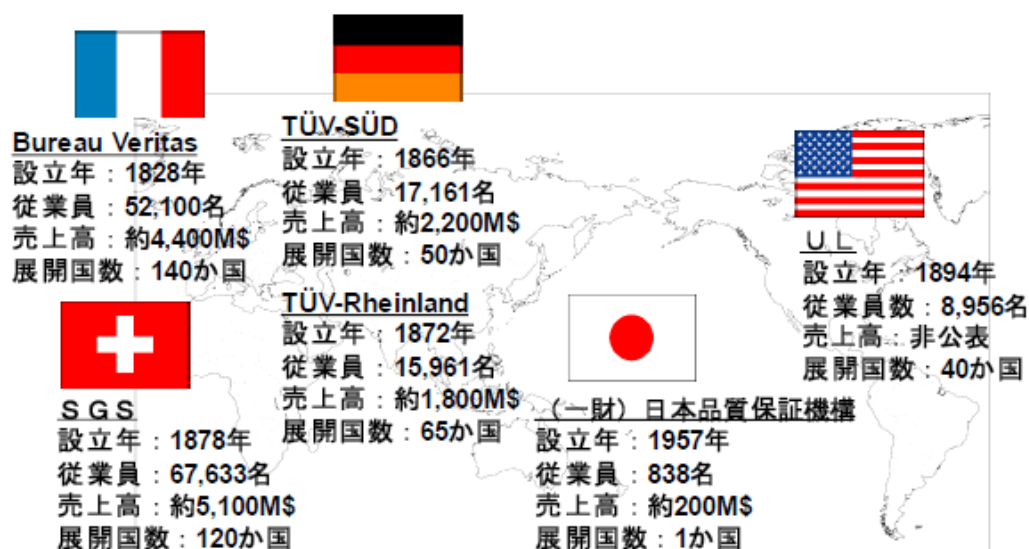 Bureau Veritas
設立年：1828年
従業員：52,100名
売上高：約4,400M$
展開国数：140か国
TÜV-SÜD
設立年：1866年
従業員：17,161名
売上高：約2,200M$
展開国数：50か国
ＵＬ
設立年：1894年
従業員数：8,956名
売上高：非公表
展開国数：40か国
ＳＧＳ
設立年：1878年
従業員：67,633名
売上高：約5,100M$
展開国数：120か国
TÜV-Rheinland
設立年：1872年
従業員：15,961名
売上高：約1,800M$
展開国数：65か国
（一財）日本品質保証機構
設立年：1957年
従業員：838名
売上高：約200M$
展開国数：1か国